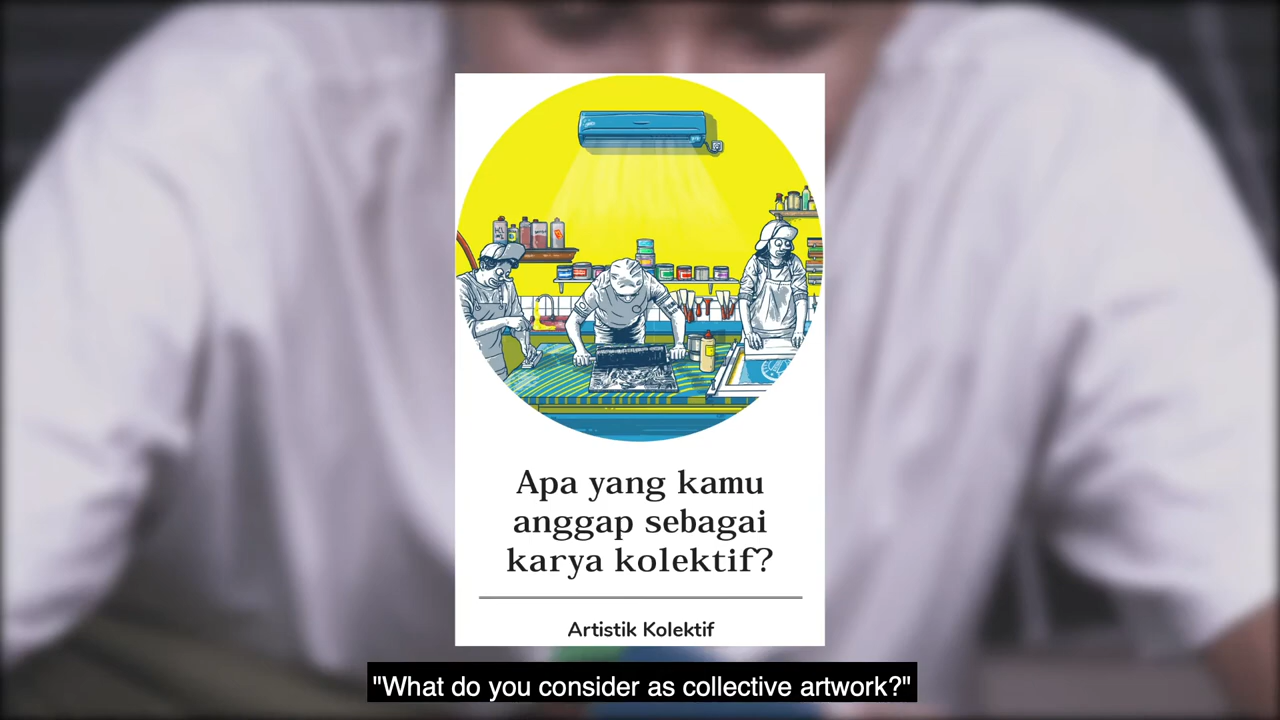 Apa yang kamu
anggap sebagai
karya kolektif?
Artistik Kolektif
"What do you consider as collective artwork?"